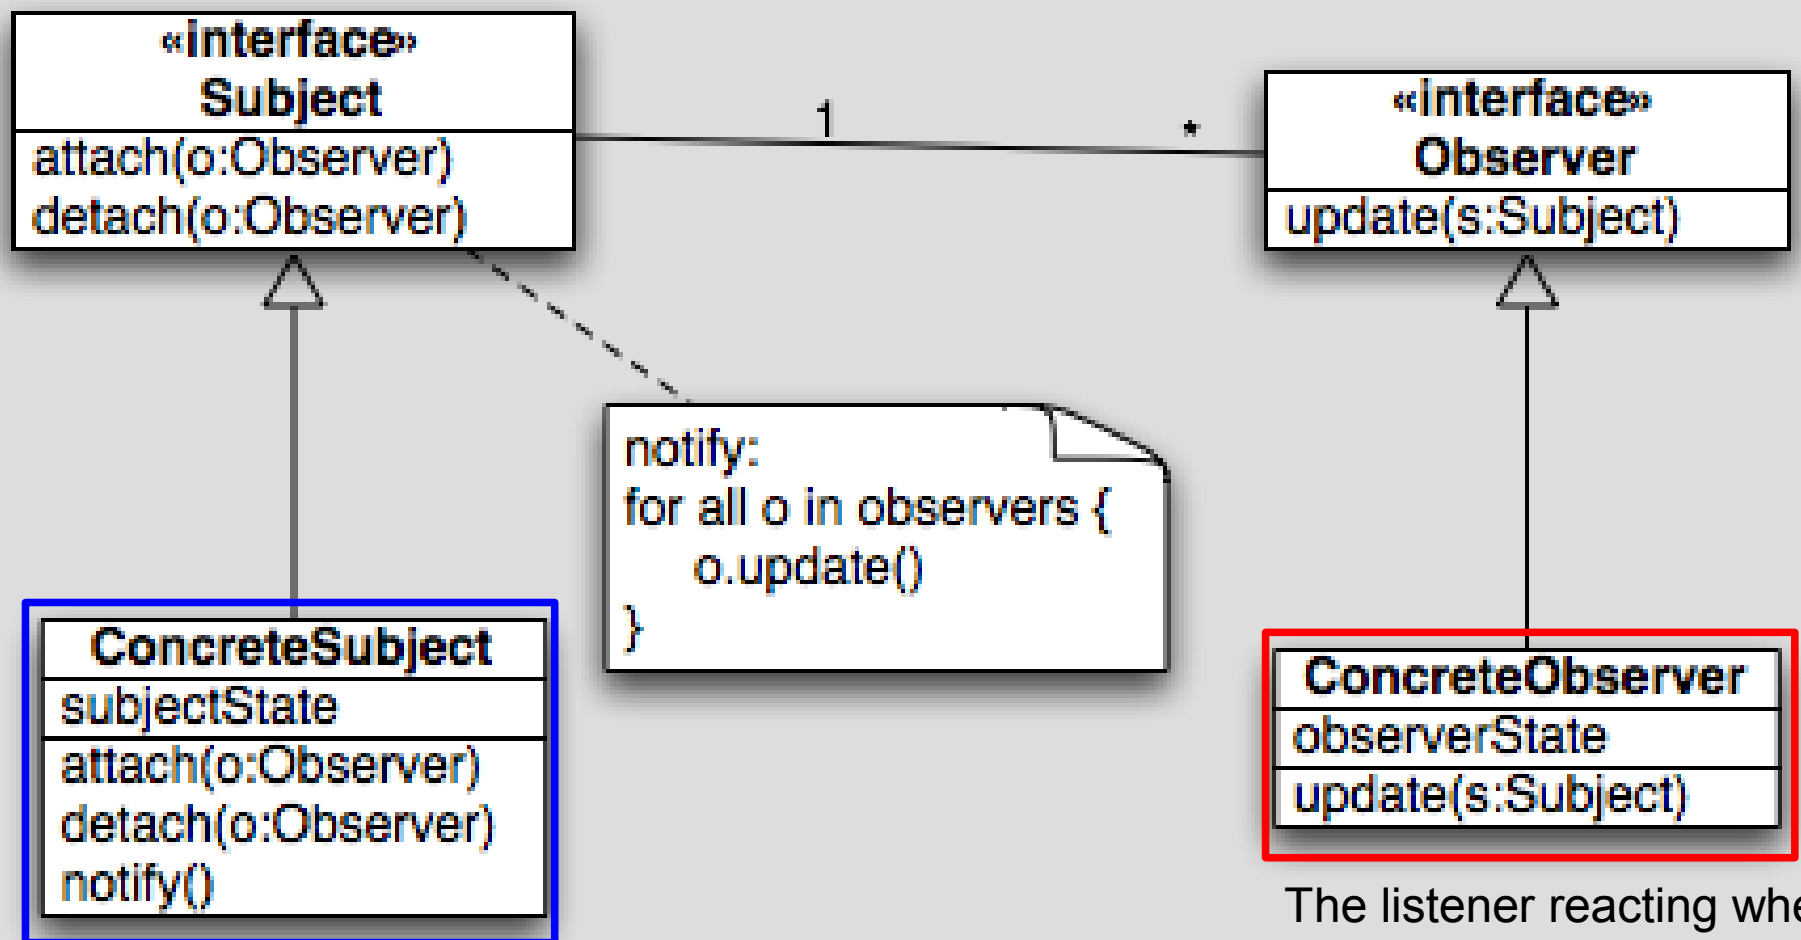 «interface»
Subject
attach(o:Observer)
detach(o:Observer)
1
*
«interface»
Observer
update(s:Subject)
notify:
for all o in observers {
o.update()
}
ConcreteSubject
subjectState
attach(o:Observer)
detach(o:Observer)
notify()
ConcreteObserver
observerState
update(s:Subject)
The listener reacting